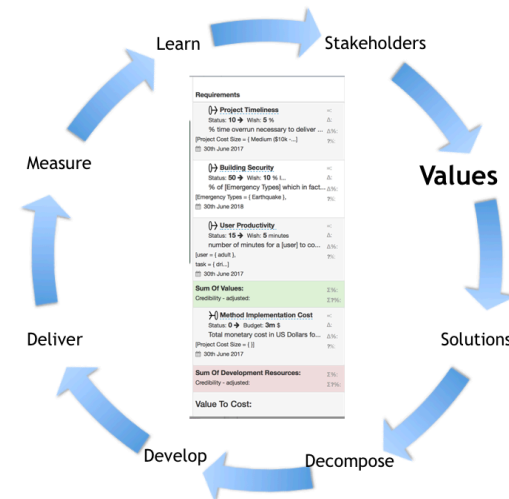 Learn
Stakeholders
Values
Solutions
Decompose
Develop
Deliver
Measure
Requirements
Project Timeliness
Status: 10 → Wish: 5 %
% time overrun necessary to deliver ...
[Project Cost Size = { Medium ($10k -...]
30th June 2017
Building Security
Status: 50 → Wish: 10 % i...
% of [Emergency Types] which in fact...
[Emergency Types = { Earthquake },
30th June 2018
User Productivity
Status: 15 → Wish: 5 minutes
number of minutes for a [user] to co...
[user = { adult },
task = { dri...]
30th June 2017
Sum Of Values:
Credibility - adjusted:
Method Implementation Cost
Status: 0 → Budget: 3m $
Total monetary cost in US Dollars fo...
[Project Cost Size = { }]
30th June 2017
Sum Of Development Resources:
Credibility - adjusted:
Value To Cost: